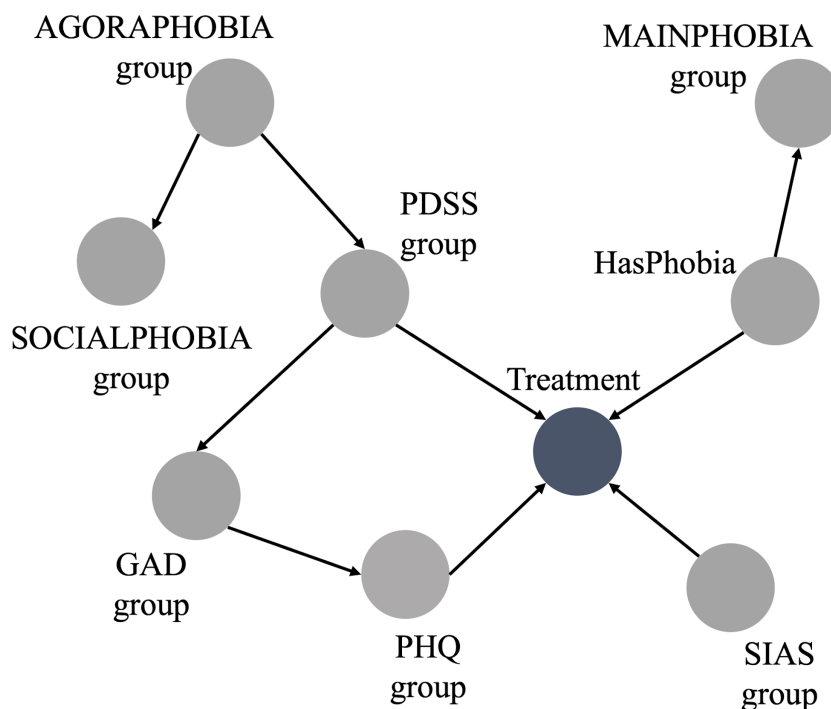 AGORAPHOBIA
group
MAINPHOBIA
group
PDSS
group
HasPhobia
SOCIALPHOBIA
group
Treatment
GAD
group
PHQ
group
SIAS
group